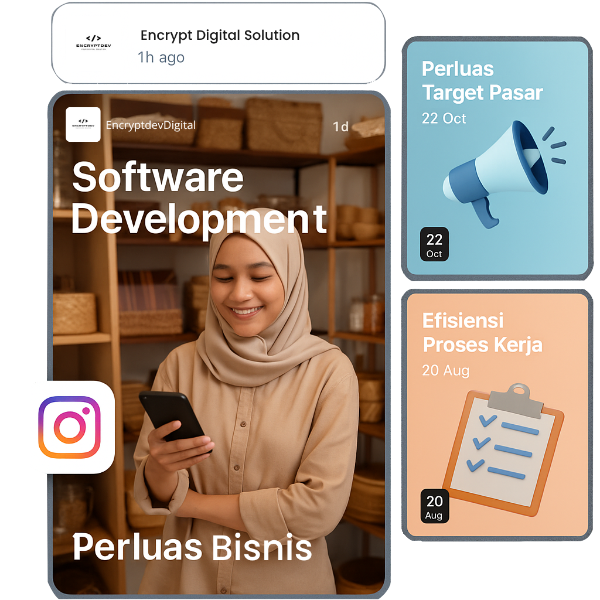 </>
ENCRYPTDEV
Encrypt Digital Solution
1h ago
EncryptdevDigital
1d
Software
Development
Perluas Bisnis
Perluas
Target Pasar
22 Oct
22
Oct
Efisiensi
Proses Kerja
20 Aug
20
Aug